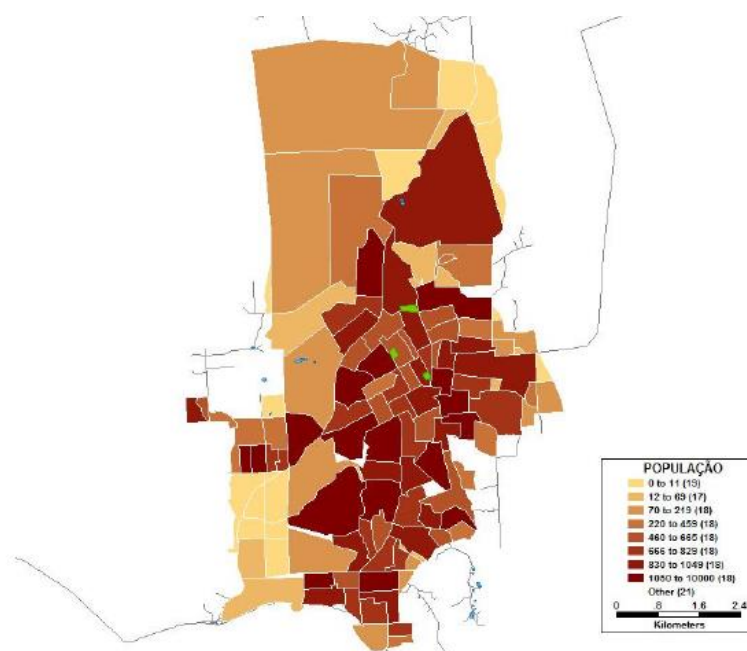 POPULAÇÃO
0 to 11 (19)
12 to 69 (17)
70 to 219 (18)
220 to 459 (18)
460 to 665 (18)
666 to 829 (18)
830 to 1049 (18)
1050 to 10000 (18)
Other (21)
0 .8 1.6 2.4
Kilometers